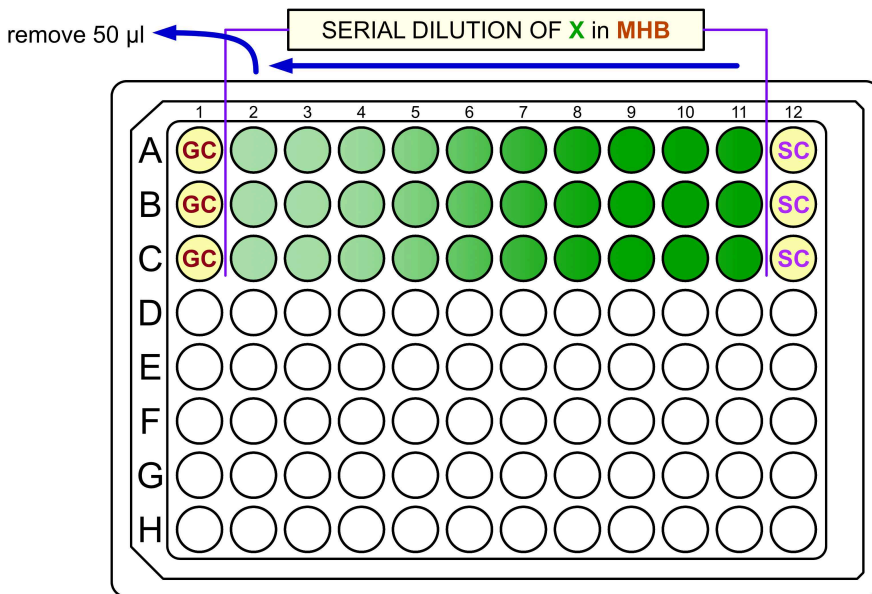 SERIAL DILUTION OF X in MHB
remove 50 µl
1 2 3 4 5 6 7 8 9 10 11 12
A GC SC
B GC SC
C GC SC
D
E
F
G
H